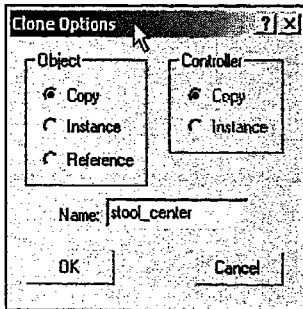 Clone Options ? ×
Object
Copy
Instance
Reference
Controller
Copy
Instance
Name: stool_center
OK
Cancel